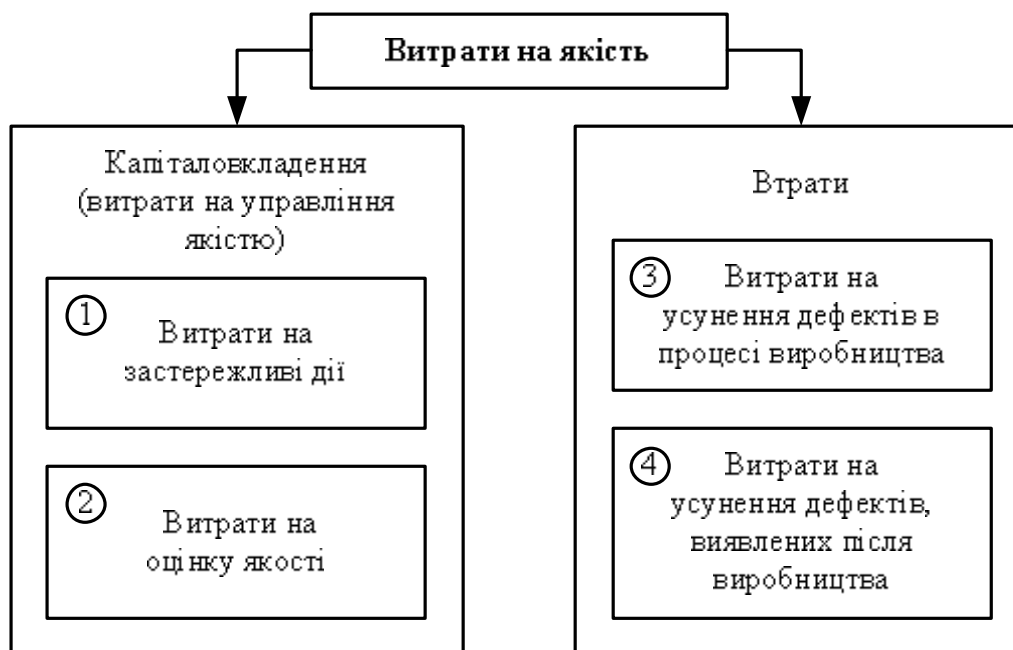 Витрати на якість
Капіталовкладення
(витрати на управління
якістю)
1
Витрати на
застережливі дії
2
Витрати на
оцінку якості
Втрати
3
Витрати на
усунення дефектів в
процесі виробництва
4
Витрати на
усунення дефектів,
виявлених після
виробництва